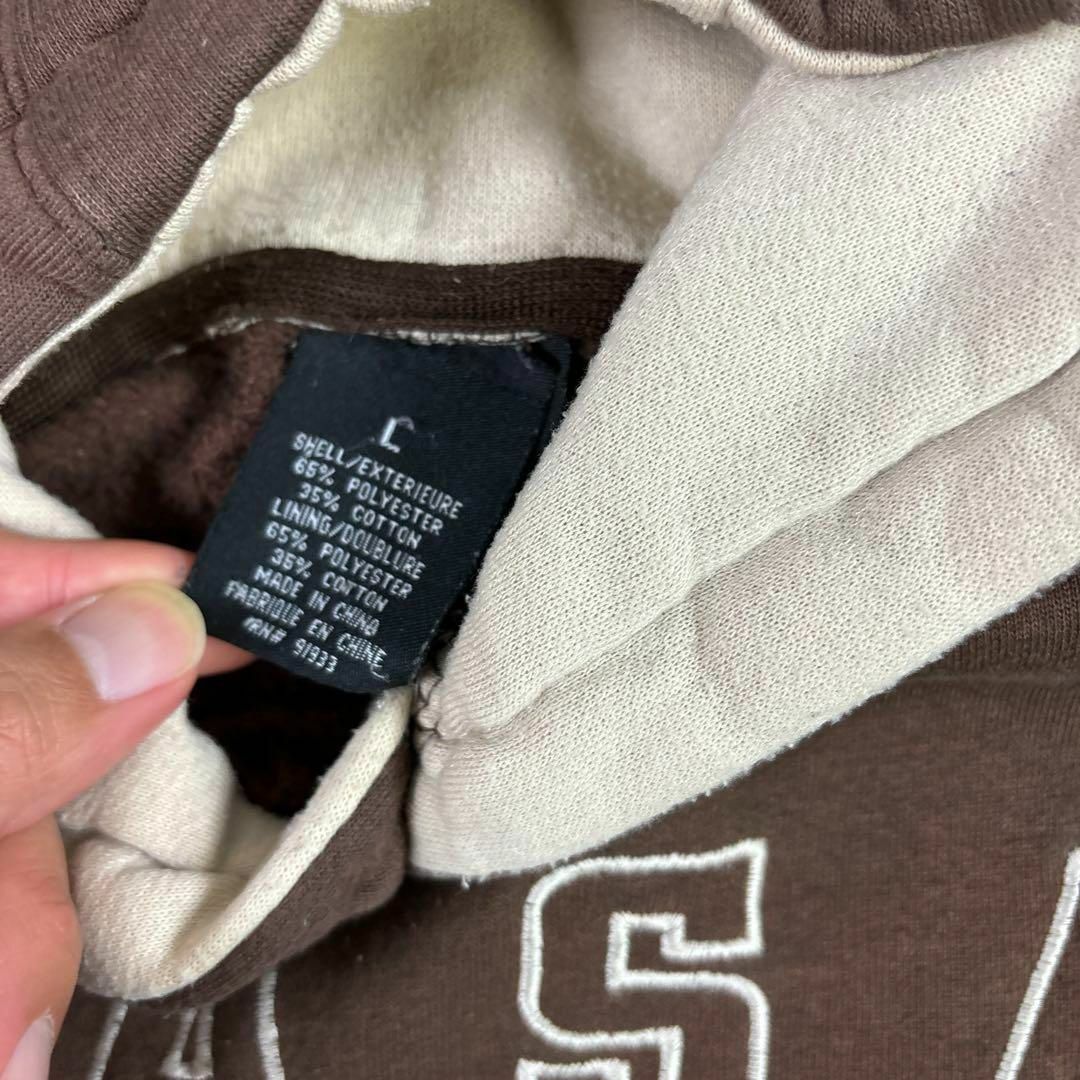 L
SHELL/EXTERIEURE
65% POLYESTER
35% COTTON
LINING/DOUBLURE
65% POLYESTER
35% COTTON
MADE IN CHINA
FABRIQUE EN CHINE
RN# 91933
S